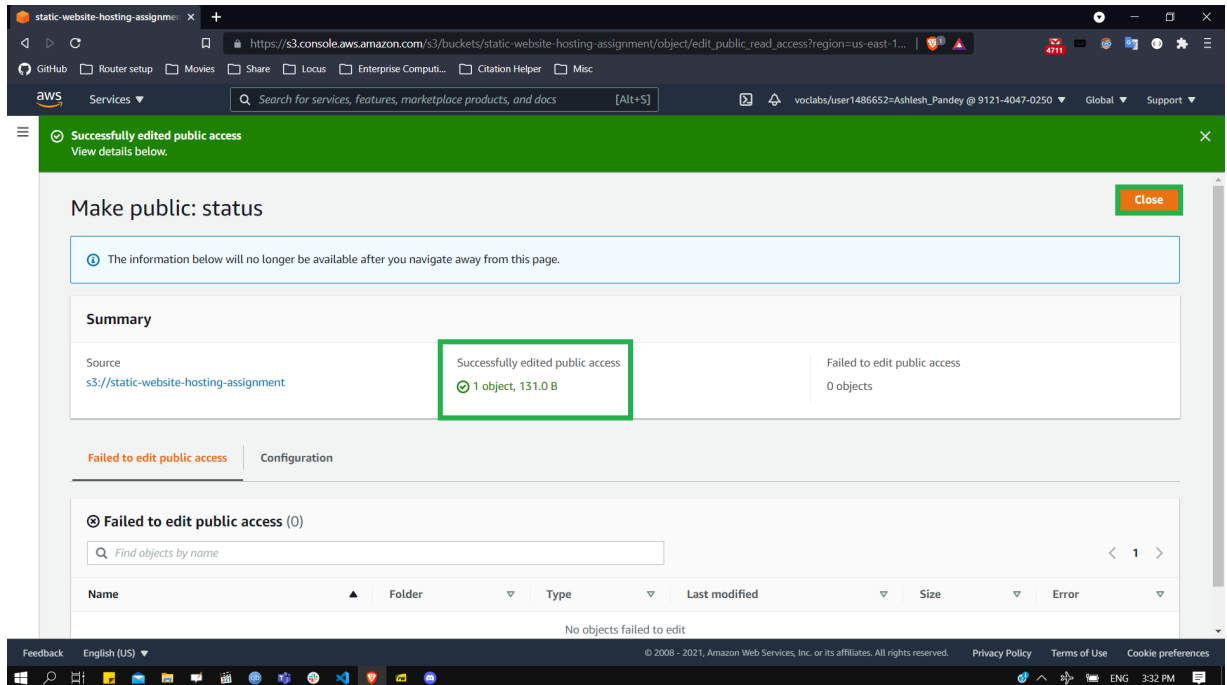 static-website-hosting-assignmen
https://s3.console.aws.amazon.com/s3/buckets/static-website-hosting-assignment/object/edit_public_read_access?region=us-east-1...
4711
GitHub Router setup Movies Share Locus Enterprise Computi... Citation Helper Misc
aws Services Search for services, features, marketplace products, and docs [Alt+S] voclabs/user1486652=Ashlesh_Pandey @ 9121-4047-0250 Global Support
Successfully edited public access
View details below.
Make public: status Close
The information below will no longer be available after you navigate away from this page.
Summary
Source Successfully edited public access Failed to edit public access
s3://static-website-hosting-assignment 1 object, 131.0 B 0 objects
Failed to edit public access Configuration
Failed to edit public access (0)
Find objects by name 1
Name Folder Type Last modified Size Error
No objects failed to edit
Feedback English (US) © 2008 - 2021, Amazon Web Services, Inc. or its affiliates. All rights reserved. Privacy Policy Terms of Use Cookie preferences
ENG 3:32 PM